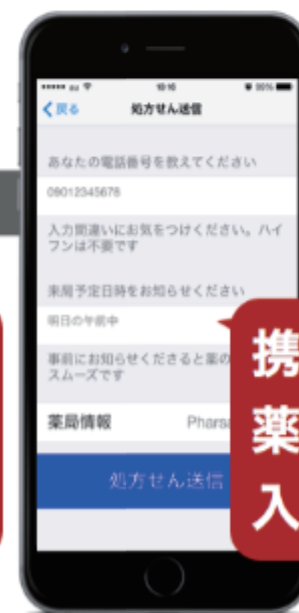 au 10:10
戻る 処方せん送信
あなたの電話番号を教えてください
09012345678
入力間違いにお気をつけください。ハイ
フンは不要です
来局予定日時をお知らせください
明日の午前中
事前にお知らせくださると薬の
スムーズです
薬局情報 Pharsa
処方せん送信
携
薬
入